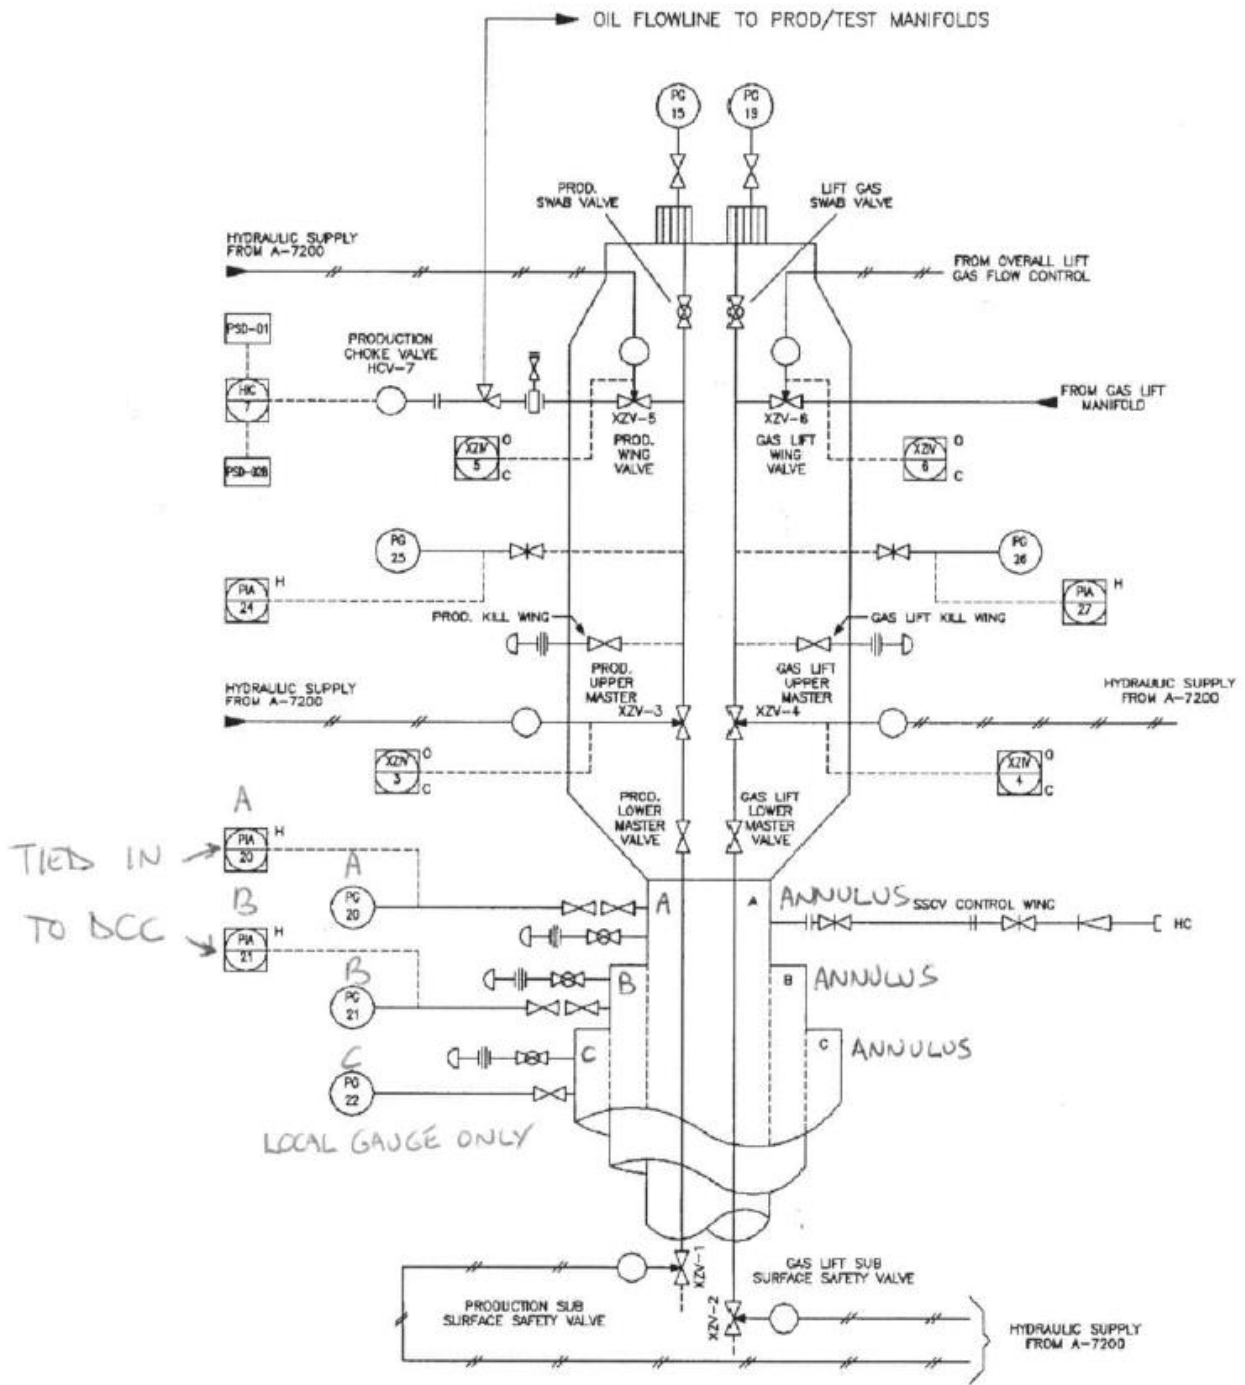 OIL FLOWLINE TO PROD/TEST MANIFOLDS
PG
15
PG
19
PROD.
SWAB VALVE
LIFT GAS
SWAB VALVE
HYDRAULIC SUPPLY
FROM A-7200
FROM OVERALL LIFT
GAS FLOW CONTROL
PSD-01
PRODUCTION
CHOKE VALVE
HCV-7
HIC
7
PSD-02B
XZV-5
XZV-6
FROM GAS LIFT
MANIFOLD
XZIV
5
O
C
PROD.
WING
VALVE
GAS LIFT
WING
VALVE
XZIV
6
O
C
PG
25
PG
26
PIA
24
H
PIA
27
H
PROD. KILL WING
GAS LIFT KILL WING
HYDRAULIC SUPPLY
FROM A-7200
PROD.
UPPER
MASTER
XZV-3
GAS LIFT
UPPER
MASTER
XZV-4
HYDRAULIC SUPPLY
FROM A-7200
XZIV
3
O
C
XZIV
4
O
C
PROD.
LOWER
MASTER
VALVE
GAS LIFT
LOWER
MASTER
VALVE
A
TIED IN
PIA
20
H
A
PG
20
A
A
ANNULUS
SSCV CONTROL WING
HC
B
TO DCC
PIA
21
H
B
PG
21
B
B
ANNULUS
C
PG
22
C
C
ANNULUS
LOCAL GAUGE ONLY
XZV-1
GAS LIFT SUB
SURFACE SAFETY VALVE
PRODUCTION SUB
SURFACE SAFETY VALVE
XZV-2
HYDRAULIC SUPPLY
FROM A-7200